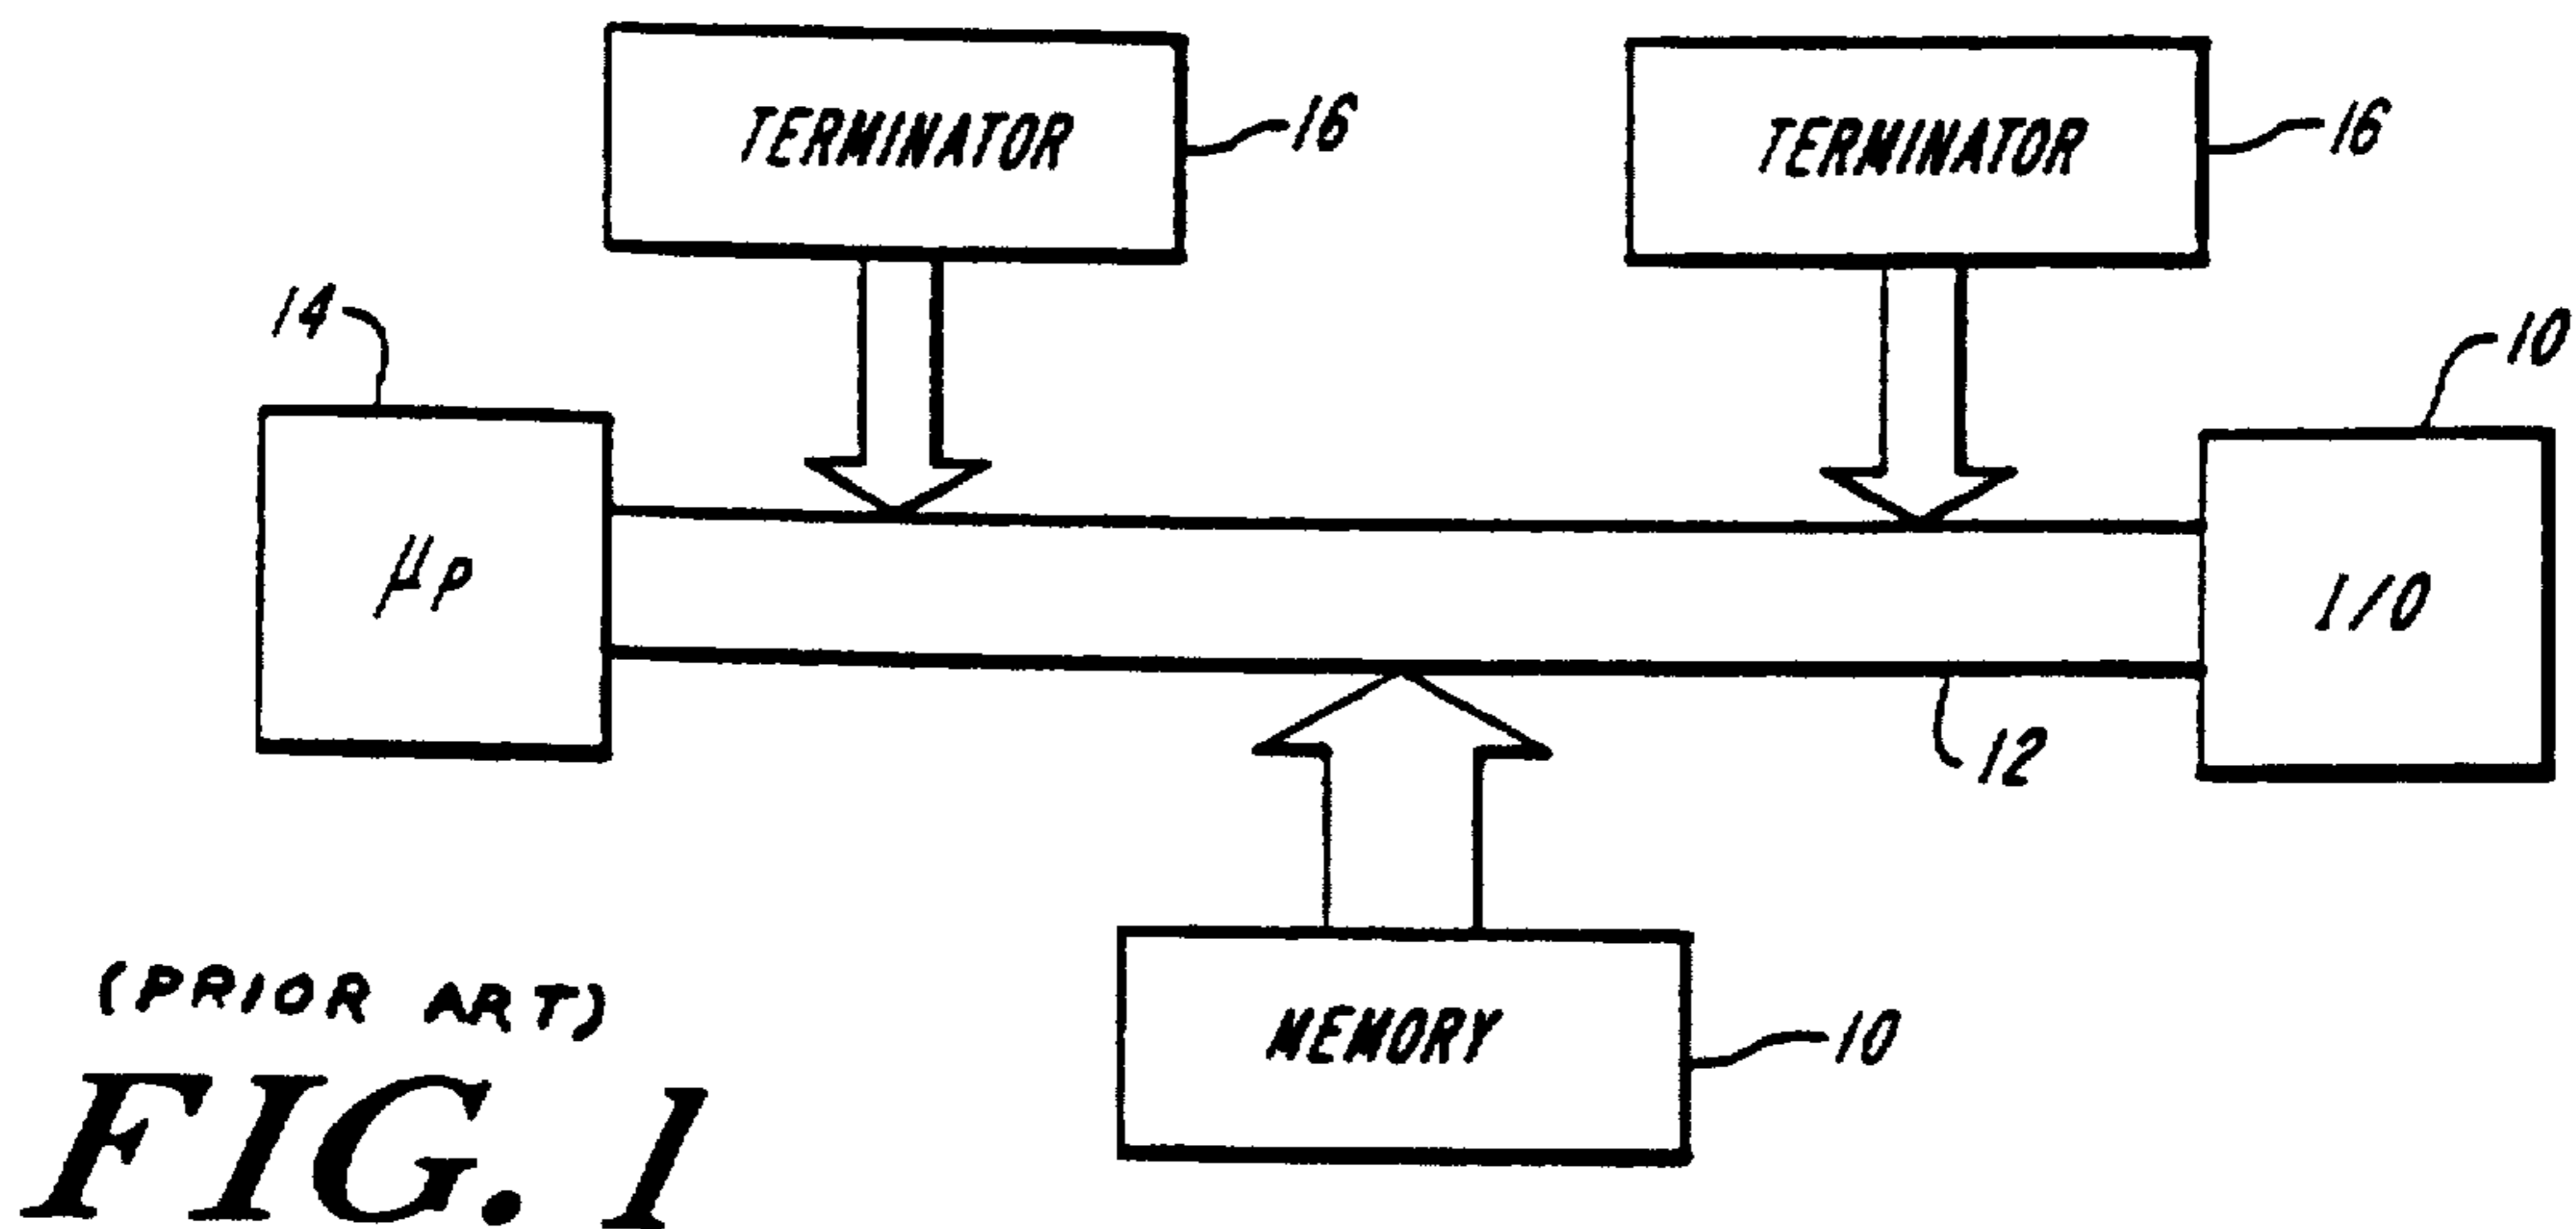 TERMINATOR
16
TERMINATOR
16
14
10
μP
I/O
12
MEMORY
10
(PRIOR ART)
FIG. 1